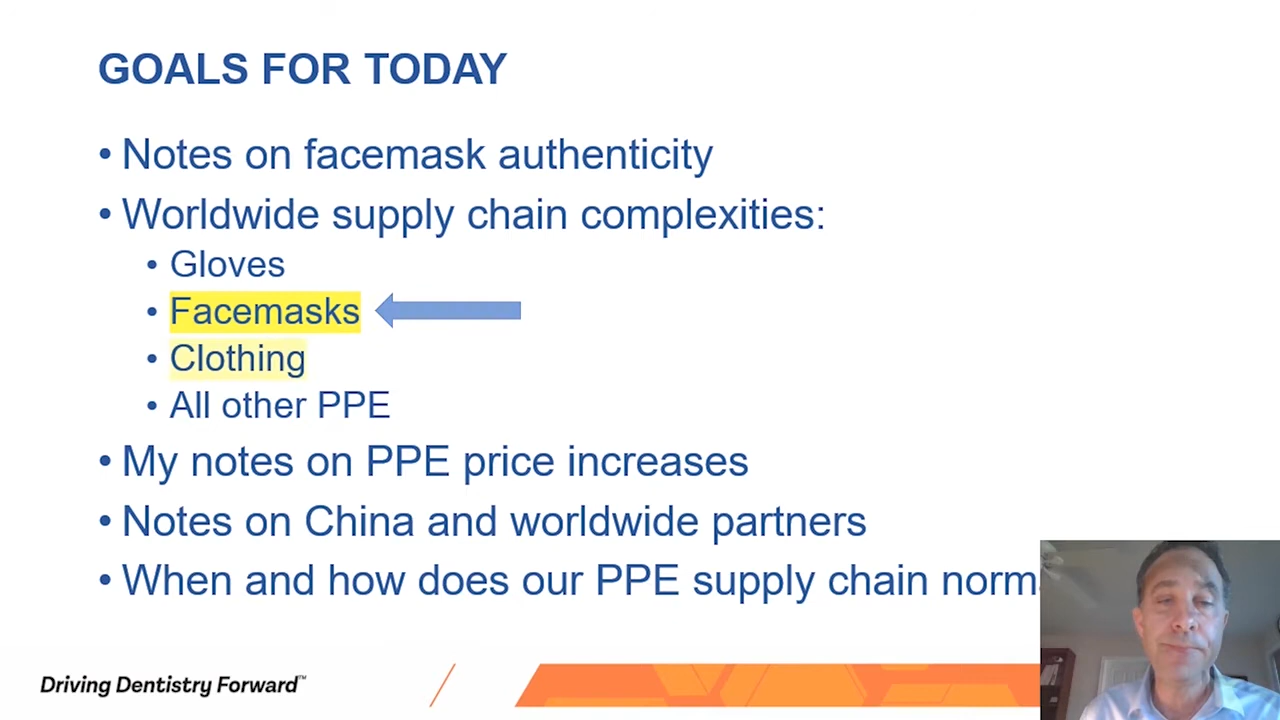 GOALS FOR TODAY
• Notes on facemask authenticity
• Worldwide supply chain complexities:
• Gloves
• Facemasks
• Clothing
• All other PPE
• My notes on PPE price increases
• Notes on China and worldwide partners
• When and how does our PPE supply chain
Driving Dentistry Forward™